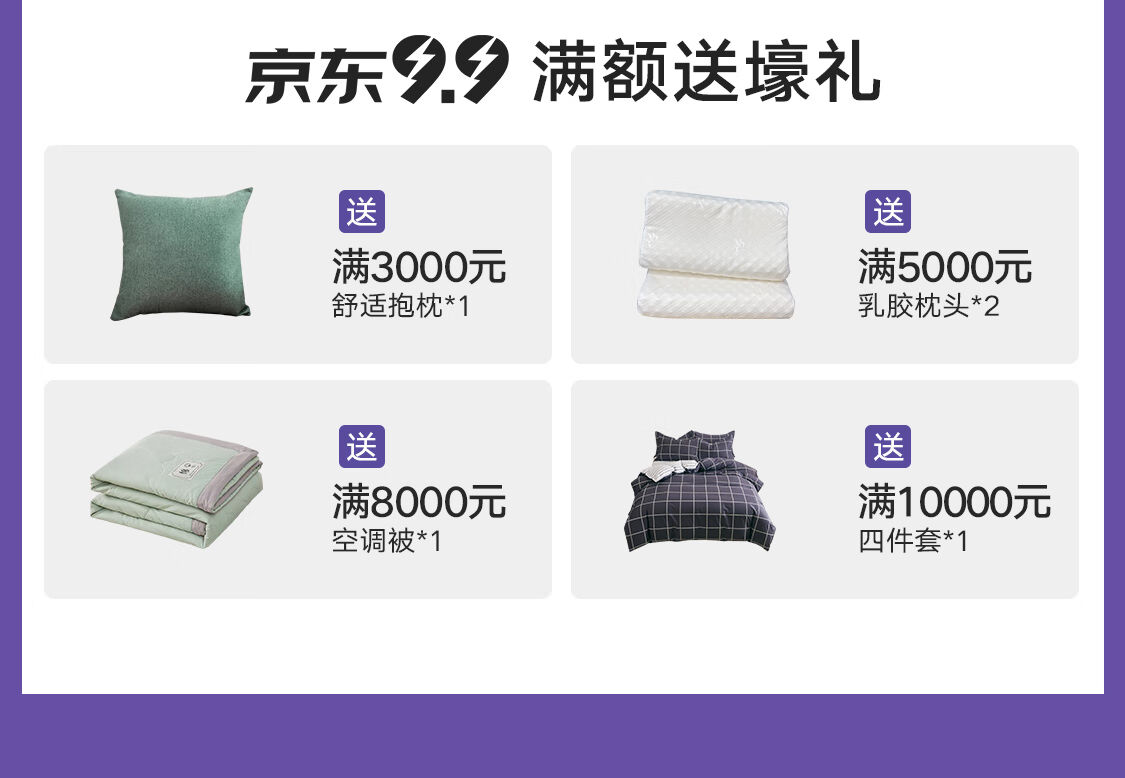 京东9.9 满额送壕礼
送
满3000元
舒适抱枕*1
送
满5000元
乳胶枕头*2
送
满8000元
空调被*1
送
满10000元
四件套*1